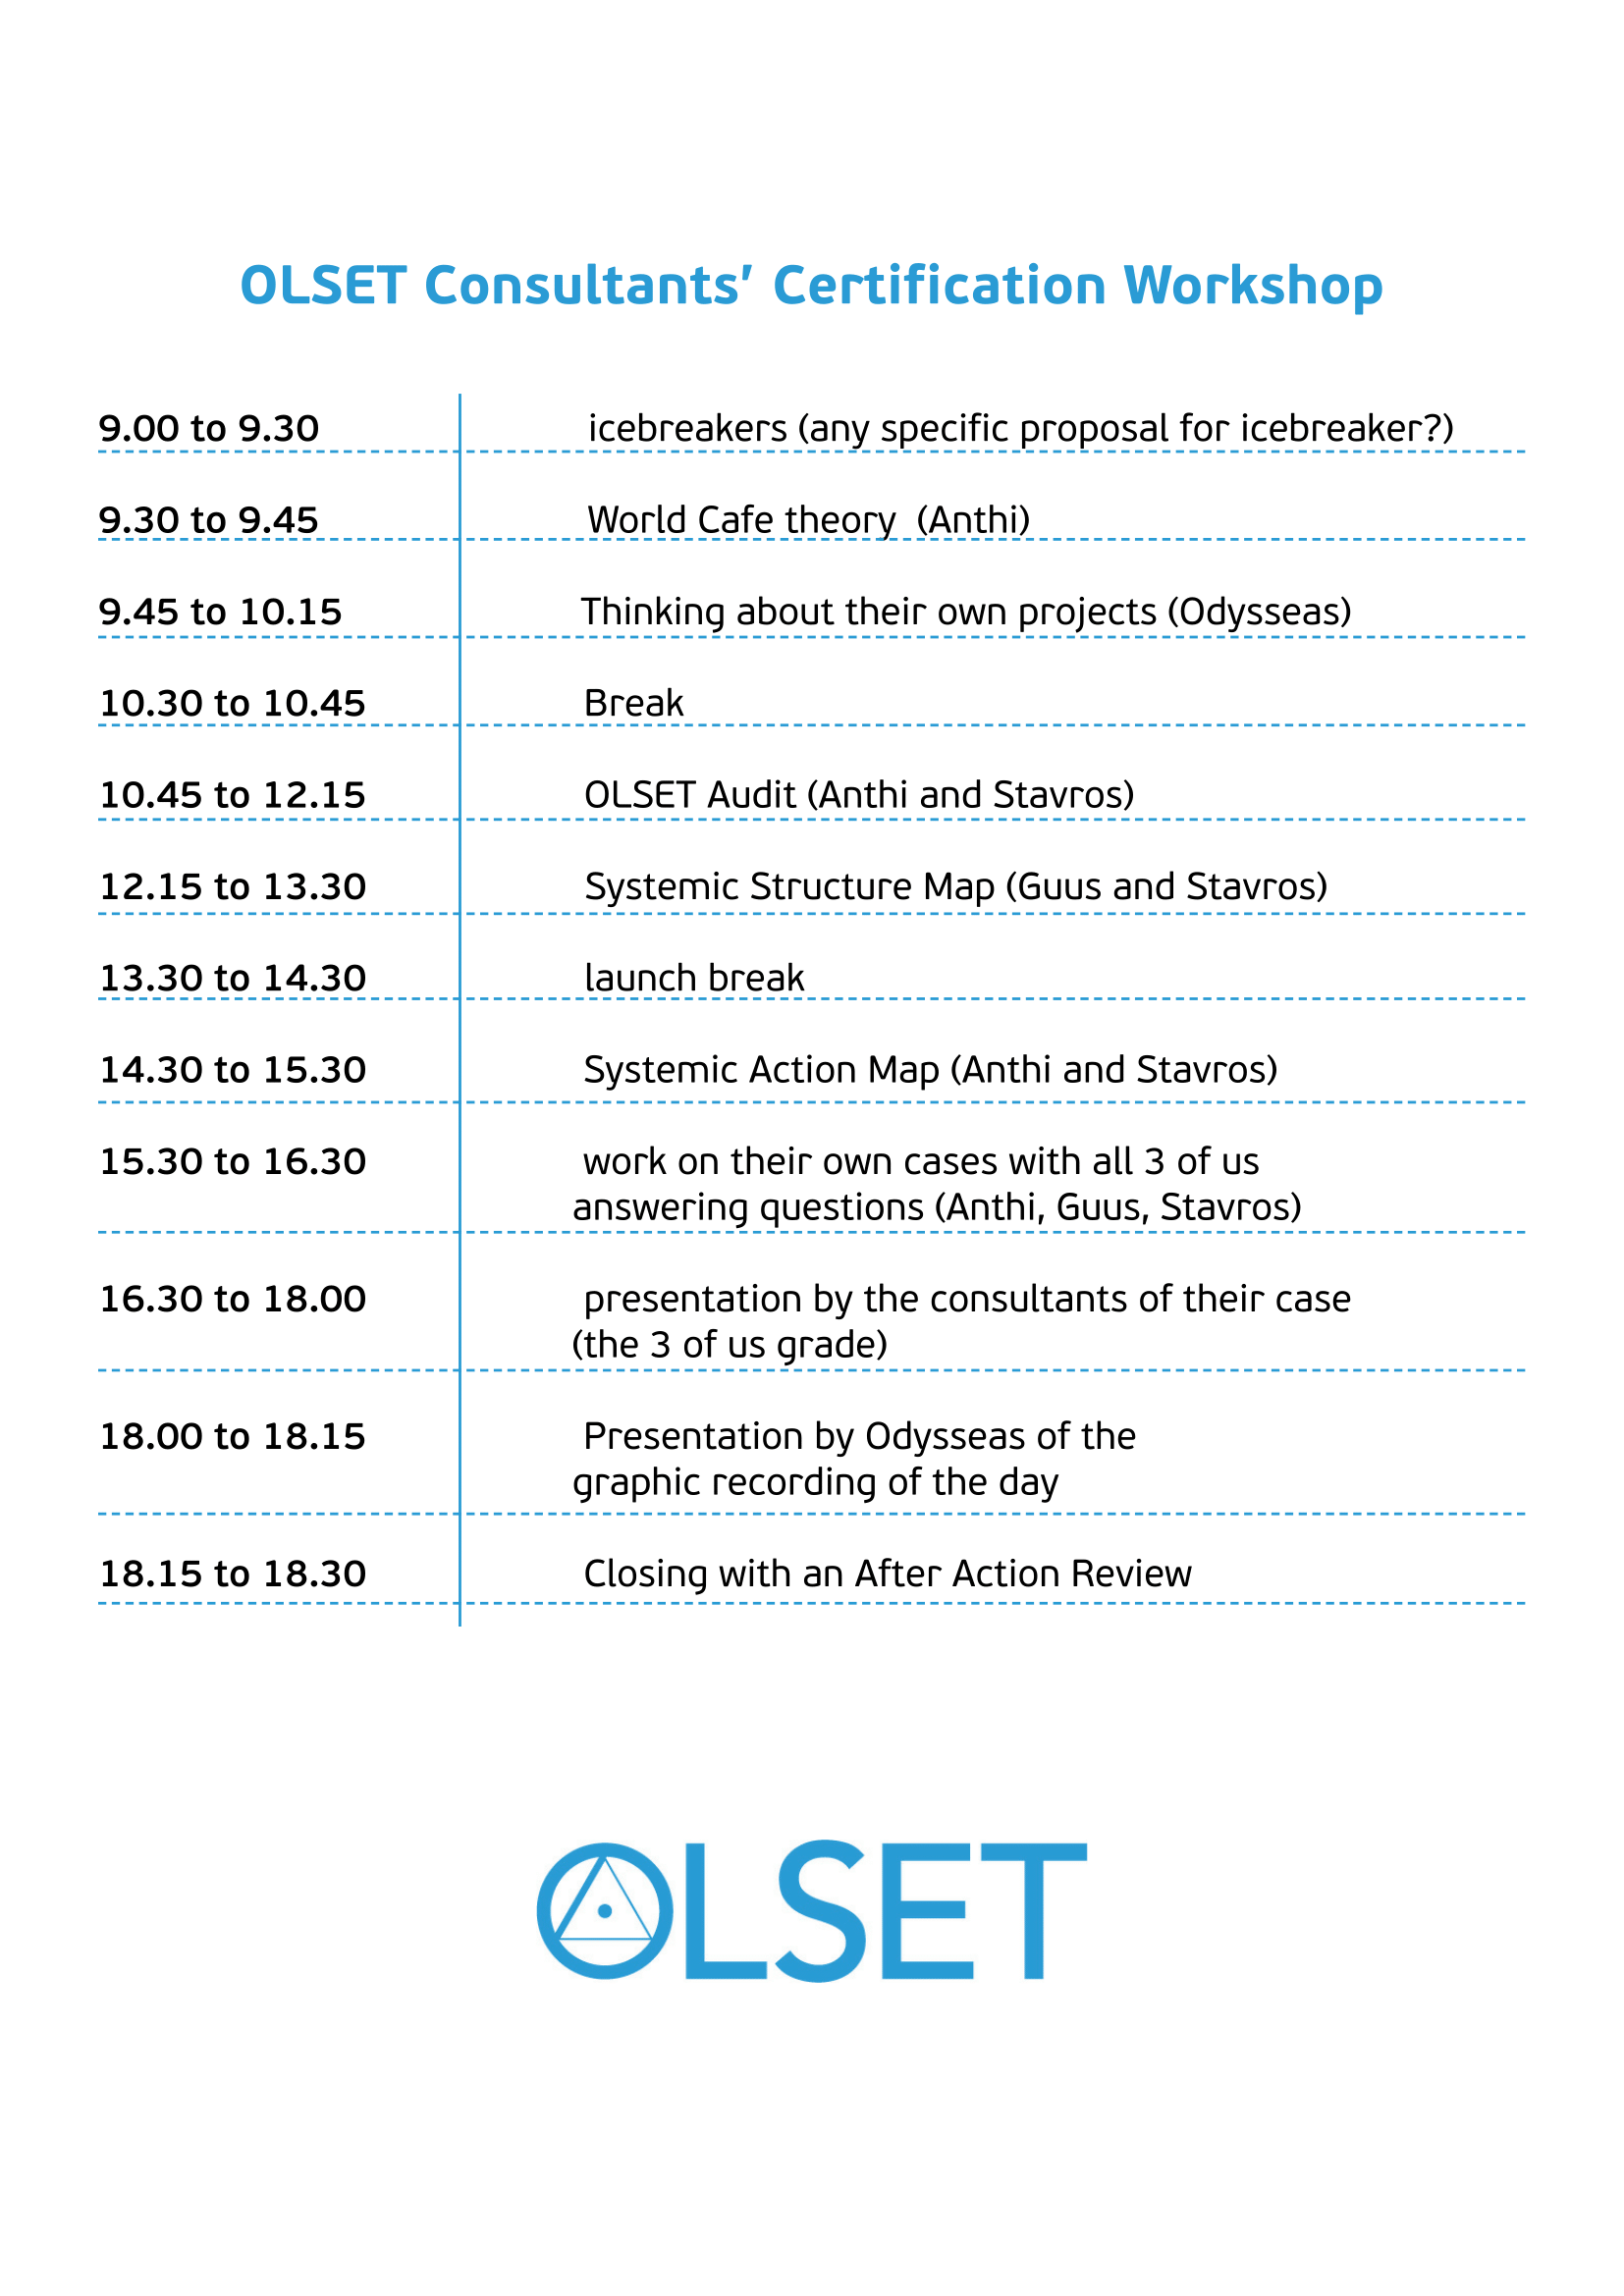 OLSET Consultants’ Certification Workshop
9.00 to 9.30 icebreakers (any specific proposal for icebreaker?)
9.30 to 9.45 World Cafe theory (Anthi)
9.45 to 10.15 Thinking about their own projects (Odysseas)
10.30 to 10.45 Break
10.45 to 12.15 OLSET Audit (Anthi and Stavros)
12.15 to 13.30 Systemic Structure Map (Guus and Stavros)
13.30 to 14.30 launch break
14.30 to 15.30 Systemic Action Map (Anthi and Stavros)
15.30 to 16.30 work on their own cases with all 3 of us
answering questions (Anthi, Guus, Stavros)
16.30 to 18.00 presentation by the consultants of their case
(the 3 of us grade)
18.00 to 18.15 Presentation by Odysseas of the
graphic recording of the day
18.15 to 18.30 Closing with an After Action Review
OLSET